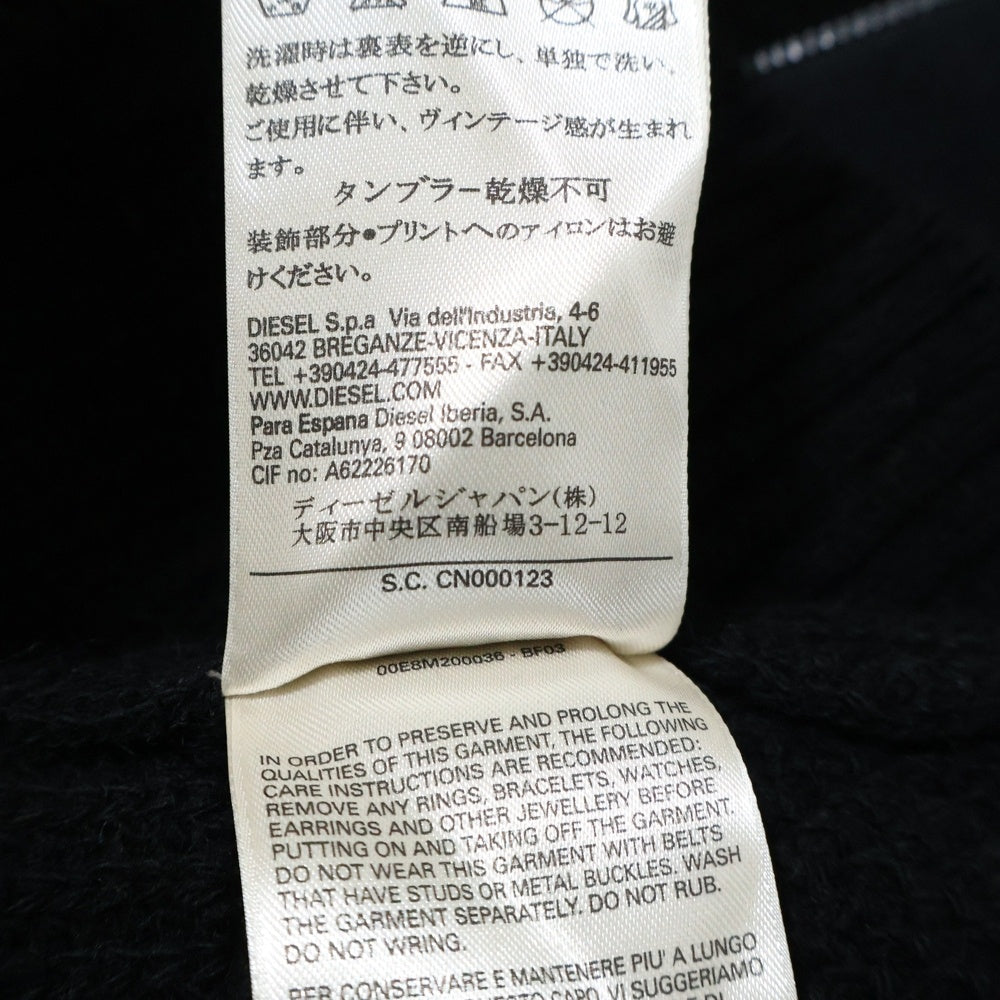 洗濯時は裏表を逆にし、単独で洗い、
乾燥させて下さい。
ご使用に伴い、ヴィンテージ感が生まれ
ます。
タンブラー乾燥不可
装飾部分●プリントへのアイロンはお避
けください。
DIESEL S.p.a Via dell'Industria, 4-6
36042 BREGANZE-VICENZA-ITALY
TEL +390424-477555 - FAX +390424-411955
WWW.DIESEL.COM
Para Espana Diesel Iberia, S.A.
Pza Catalunya, 9 08002 Barcelona
CIF no: A62226170
ディーゼルジャパン(株)
大阪市中央区南船場3-12-12
S.C. CN000123
00E8M200036 - BF03
IN ORDER TO PRESERVE AND PROLONG THE
QUALITIES OF THIS GARMENT, THE FOLLOWING
CARE INSTRUCTIONS ARE RECOMMENDED:
REMOVE ANY RINGS, BRACELETS, WATCHES,
EARRINGS AND OTHER JEWELLERY BEFORE
PUTTING ON AND TAKING OFF THE GARMENT.
DO NOT WEAR THIS GARMENT WITH BELTS
THAT HAVE STUDS OR METAL BUCKLES. WASH
THE GARMENT SEPARATELY. DO NOT RUB.
DO NOT WRING.
PER CONSERVARE E MANTENERE PIU' A LUNGO
CAPO, VI SUGGERIAMO